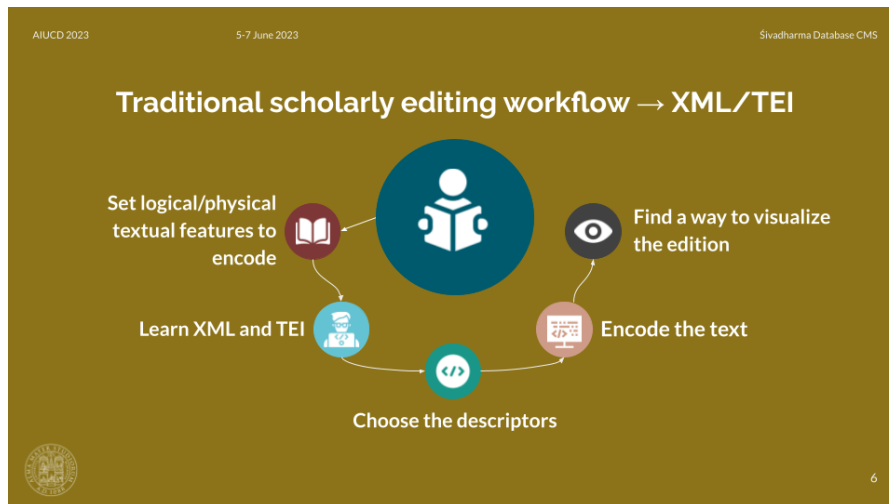 AIUCD 2023
5-7 June 2023
Śivadharma Database CMS
Traditional scholarly editing workflow → XML/TEI
Set logical/physical
textual features to
encode
Learn XML and TEI
Choose the descriptors
Encode the text
Find a way to visualize
the edition
6